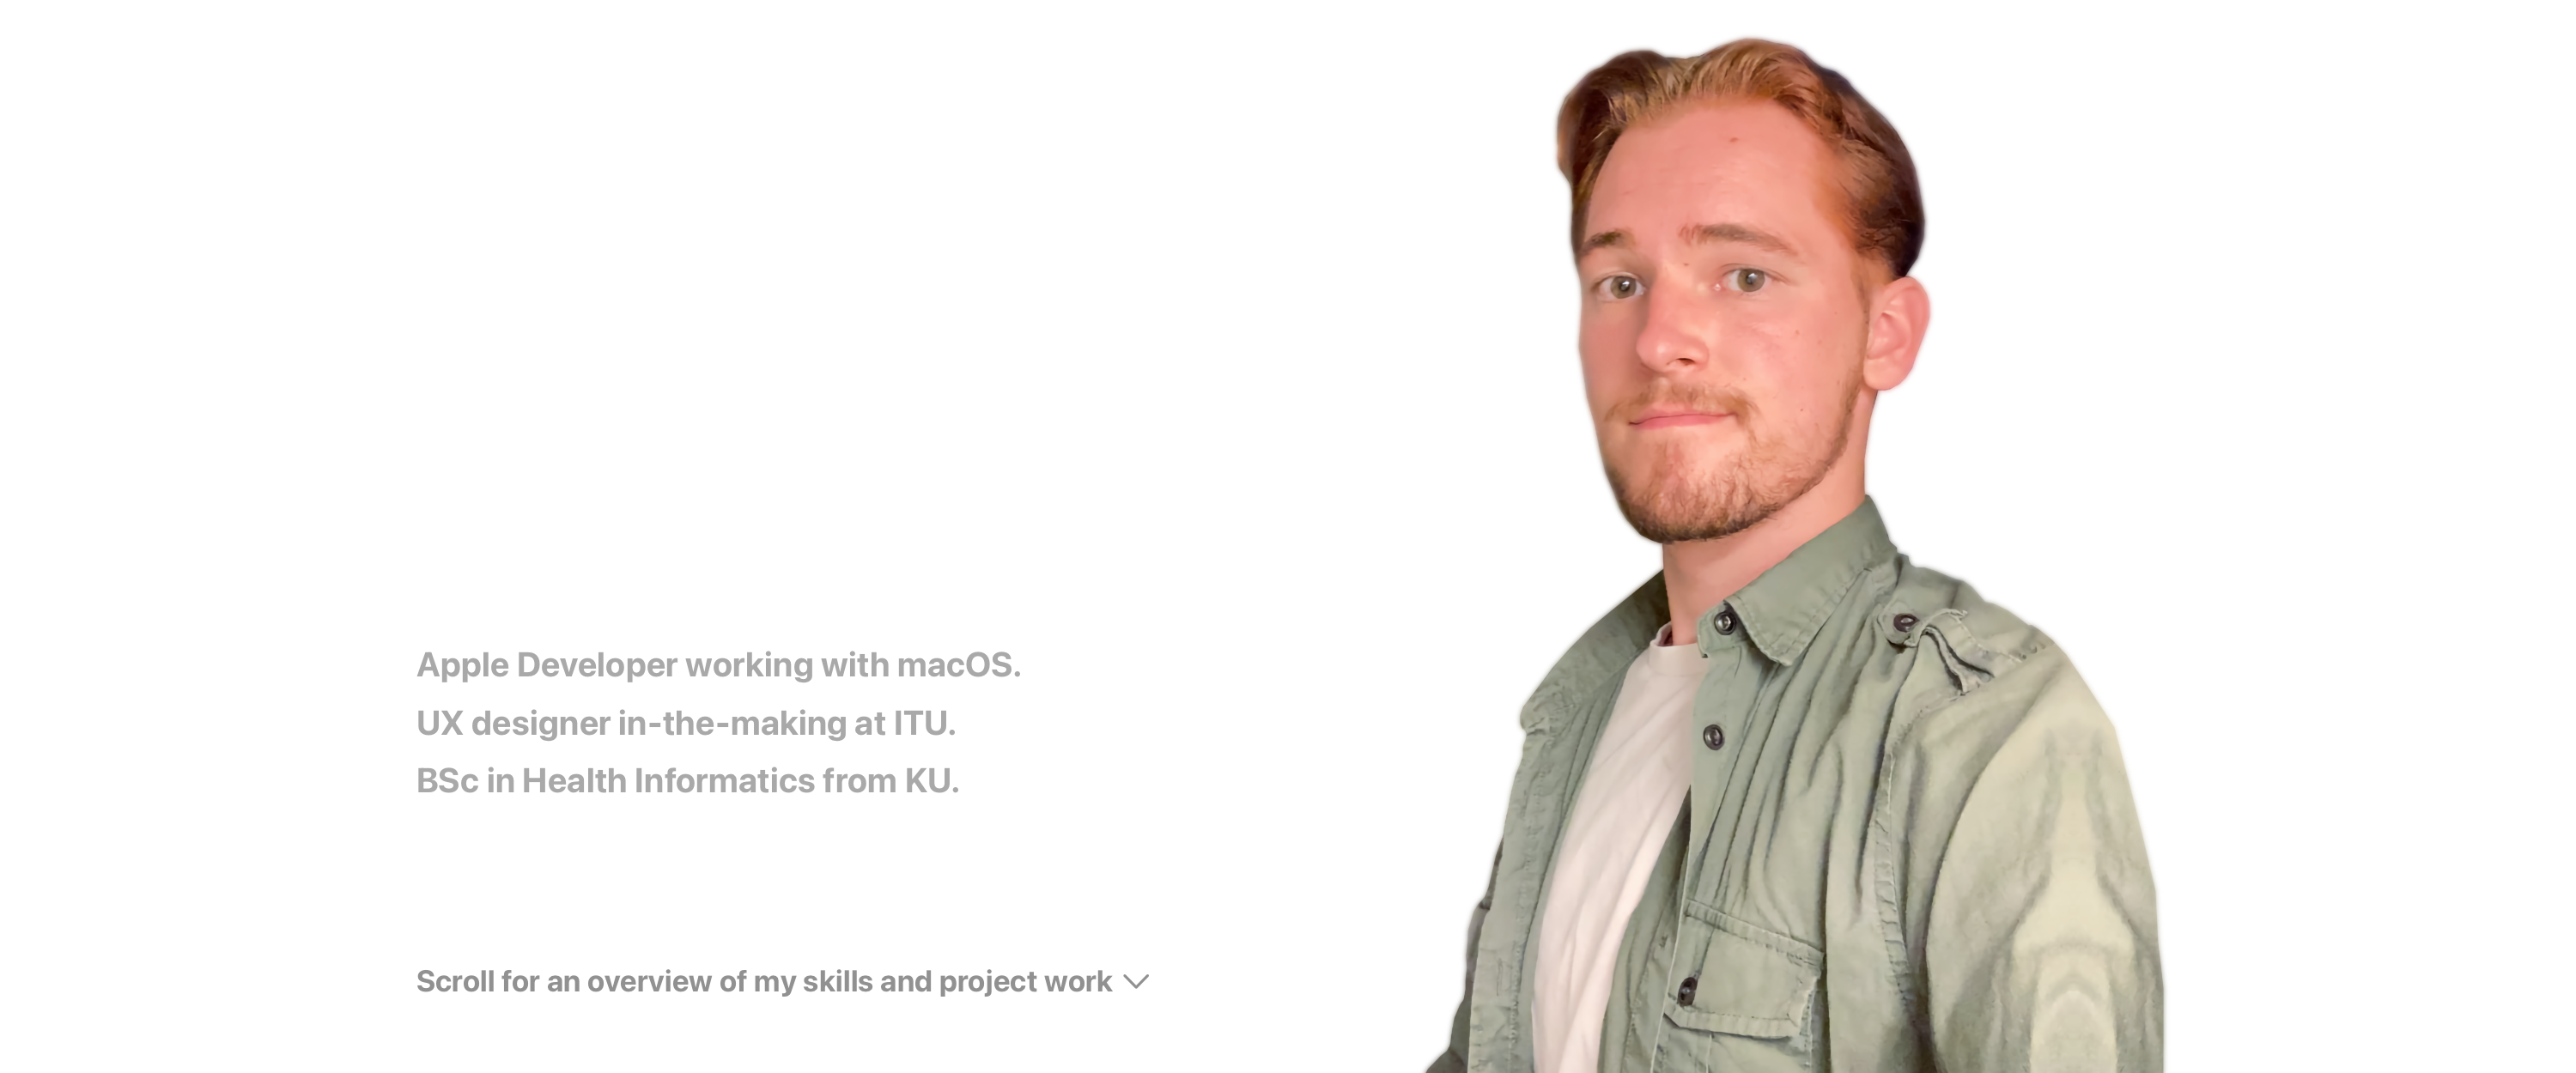 Apple Developer working with macOS.
UX designer in-the-making at ITU.
BSc in Health Informatics from KU.
Scroll for an overview of my skills and project work